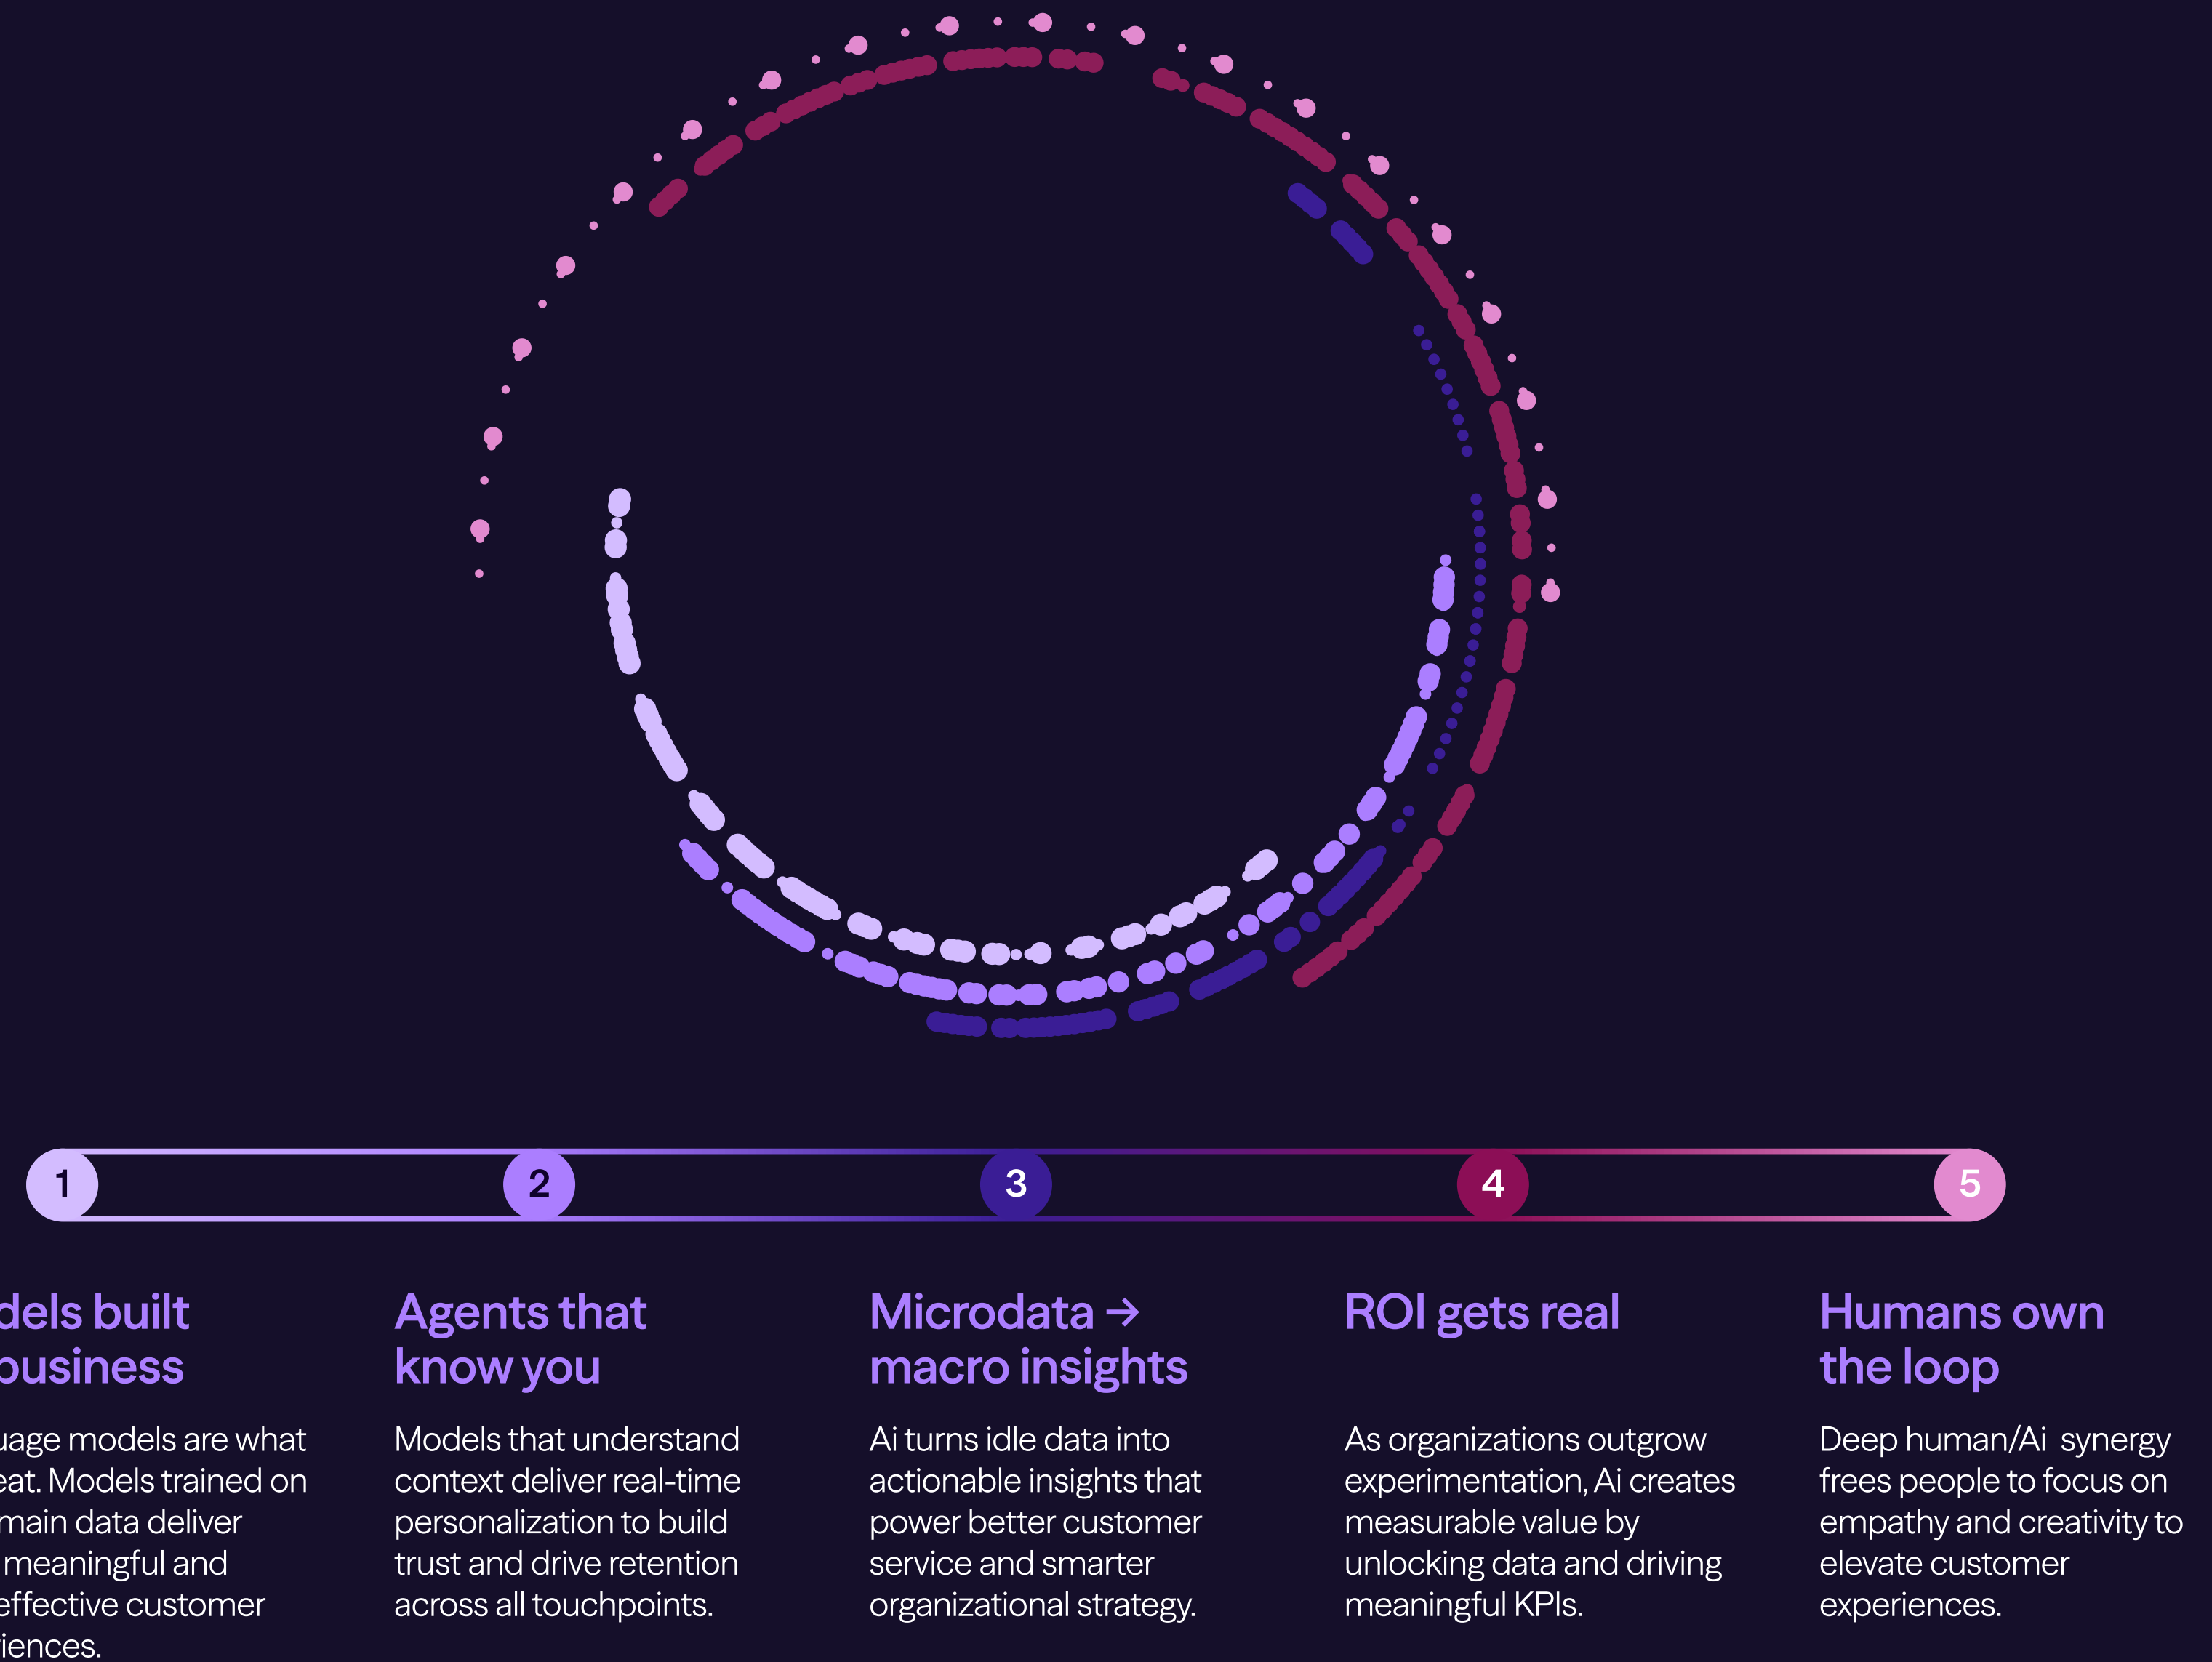 1
2
3
4
5
dels built
business
uage models are what
eat. Models trained on
main data deliver
meaningful and
effective customer
iences.
Agents that
know you
Models that understand
context deliver real-time
personalization to build
trust and drive retention
across all touchpoints.
Microdata →
macro insights
Ai turns idle data into
actionable insights that
power better customer
service and smarter
organizational strategy.
ROI gets real
As organizations outgrow
experimentation, Ai creates
measurable value by
unlocking data and driving
meaningful KPIs.
Humans own
the loop
Deep human/Ai  synergy
frees people to focus on
empathy and creativity to
elevate customer
experiences.